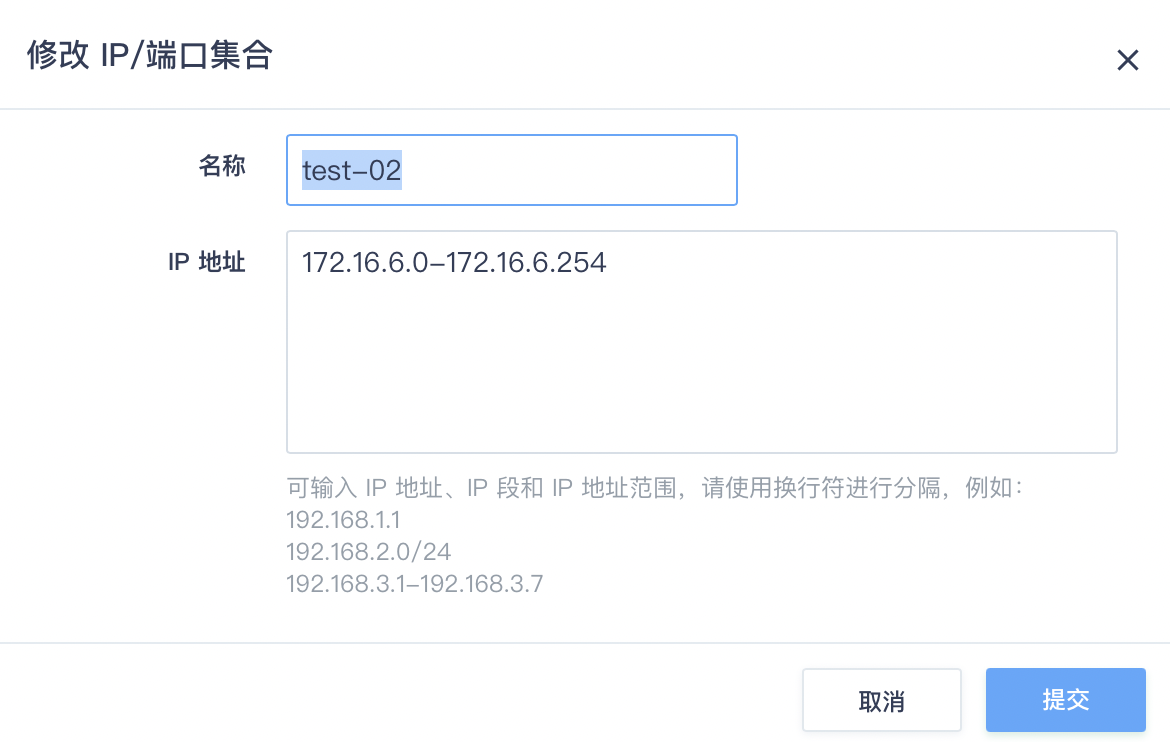 修改 IP/端口集合
名称
test-02
IP 地址
172.16.6.0-172.16.6.254
可输入 IP 地址、IP 段和 IP 地址范围，请使用换行符进行分隔，例如：
192.168.1.1
192.168.2.0/24
192.168.3.1-192.168.3.7
取消
提交